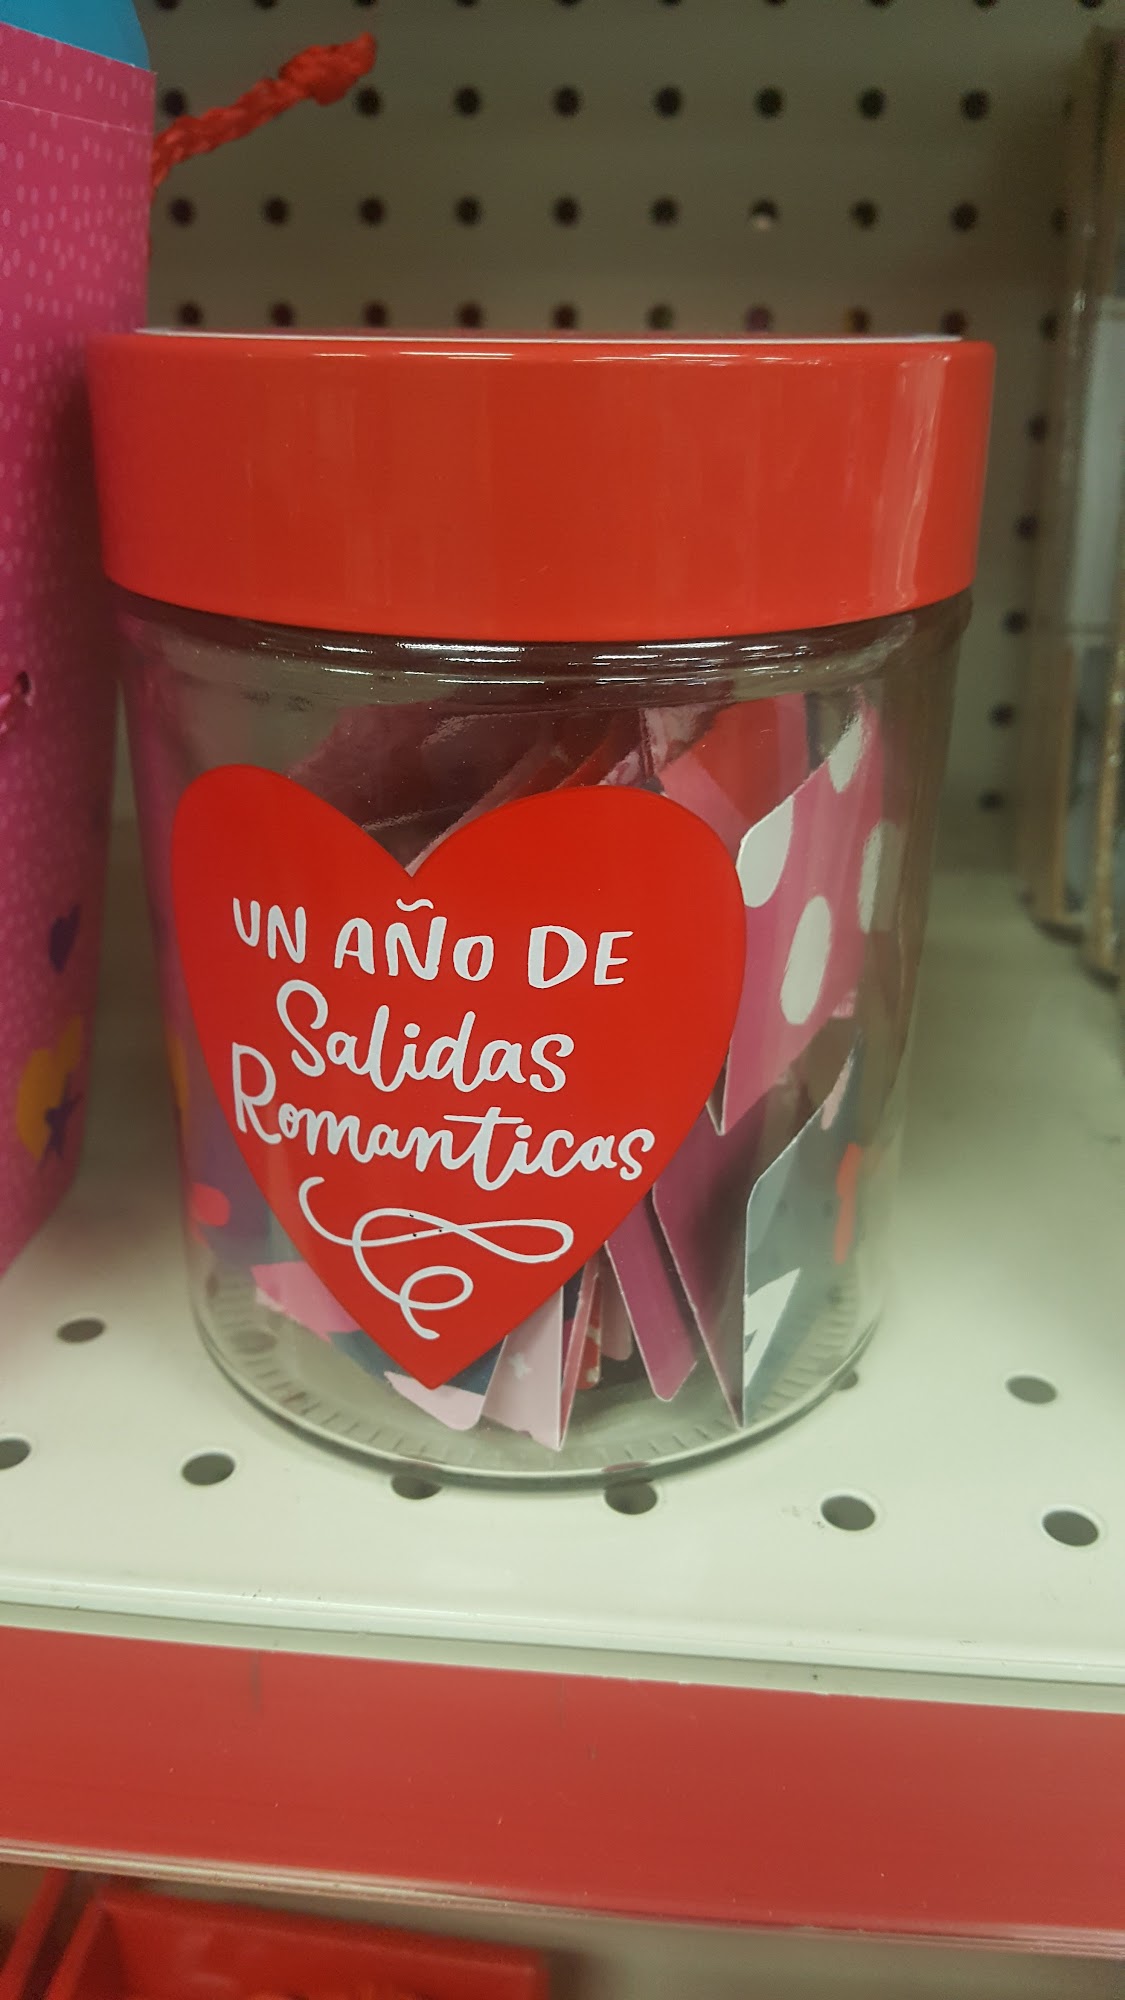 UN AÑO DE
Salidas
Romanticas